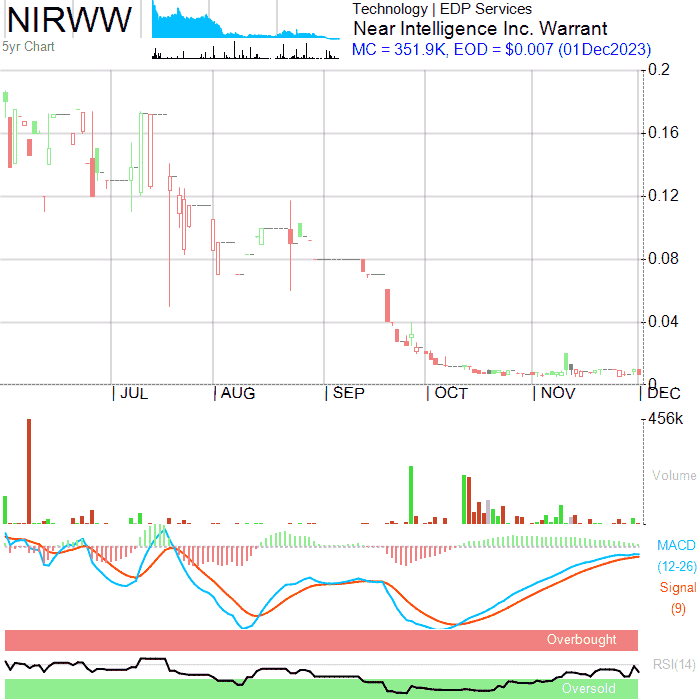 NIRWW
5yr Chart
Technology | EDP Services
Near Intelligence Inc. Warrant
MC = 351.9K, EOD = $0.007 (01Dec2023)
0.2
0.16
0.12
0.08
0.04
0
JUL AUG SEP OCT NOV DEC
456k
Volume
MACD
(12-26)
Signal
(9)
Overbought
RSI(14)
Oversold